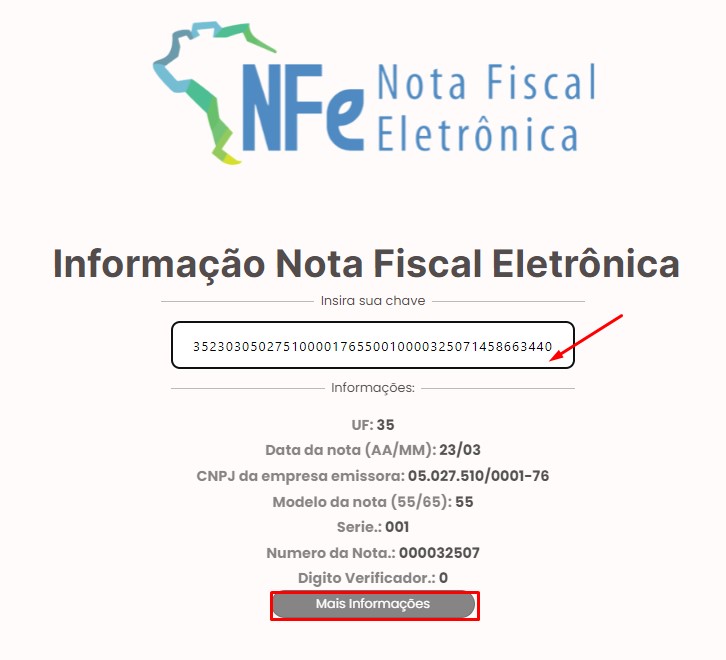 NFe Nota Fiscal
Eletrônica
Informação Nota Fiscal Eletrônica
Insira sua chave
35230305027510000176550010000325071458663440
Informações:
UF: 35
Data da nota (AA/MM): 23/03
CNPJ da empresa emissora: 05.027.510/0001-76
Modelo da nota (55/65): 55
Serie.: 001
Numero da Nota.: 000032507
Digito Verificador.: 0
Mais Informações